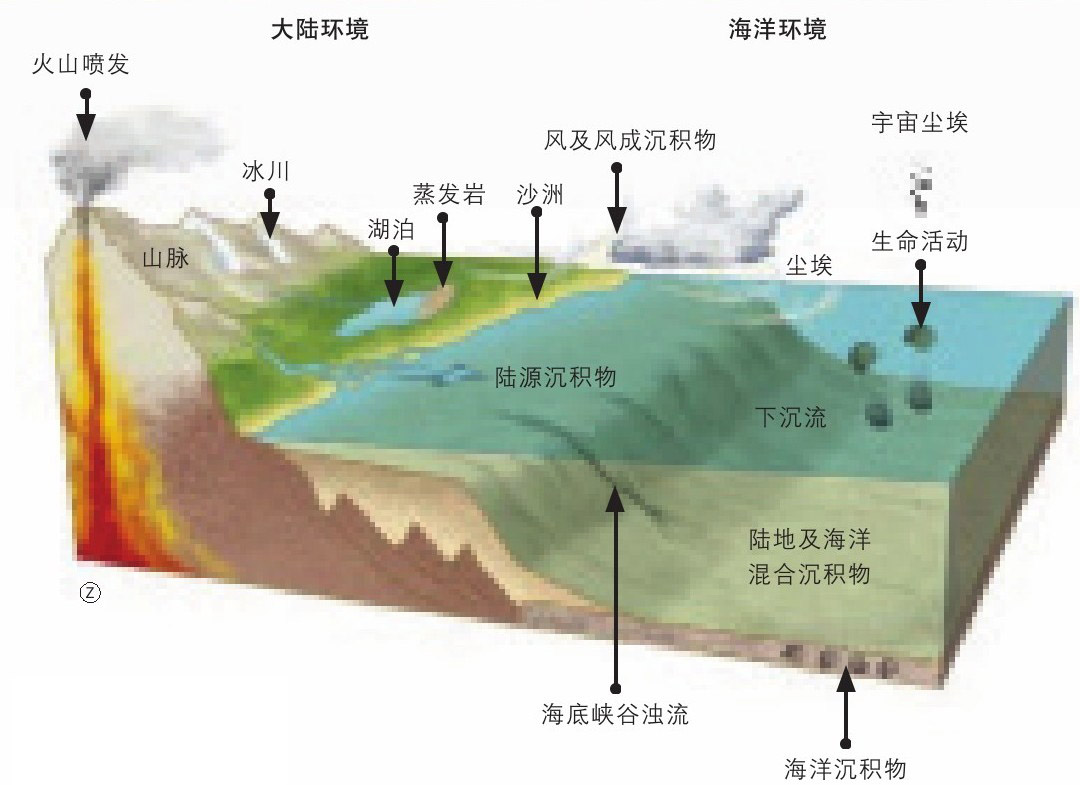 大陆环境
海洋环境
火山喷发
宇宙尘埃
风及风成沉积物
冰川
蒸发岩
沙洲
湖泊
生命活动
山脉
尘埃
陆源沉积物
下沉流
陆地及海洋
混合沉积物
Ⓩ
海底峡谷浊流
海洋沉积物